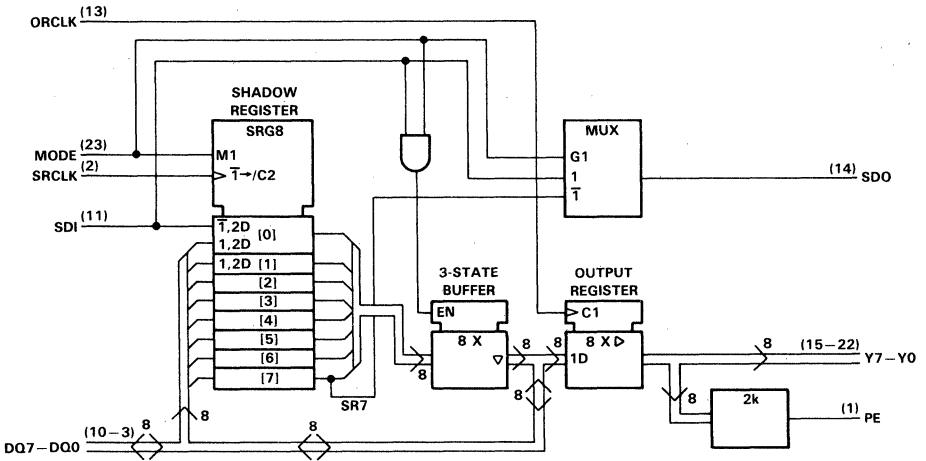 ORCLK (13)
SHADOW
REGISTER
SRG8
MUX
MODE (23)
M1
G1
SRCLK (2)
1̅→/C2
1
(14) SDO
1̅
SDI (11)
1̅,2D [0]
1,2D
1,2D [1]
[2]
[3]
[4]
[5]
[6]
[7]
3-STATE
BUFFER
OUTPUT
REGISTER
EN
C1
8 X
8 X ▷
▽
1D
8
8
8
8
8
8
8
8
8
(15–22)
Y7–Y0
SR7
2k
(1)
PE
DQ7–DQ0 (10–3)